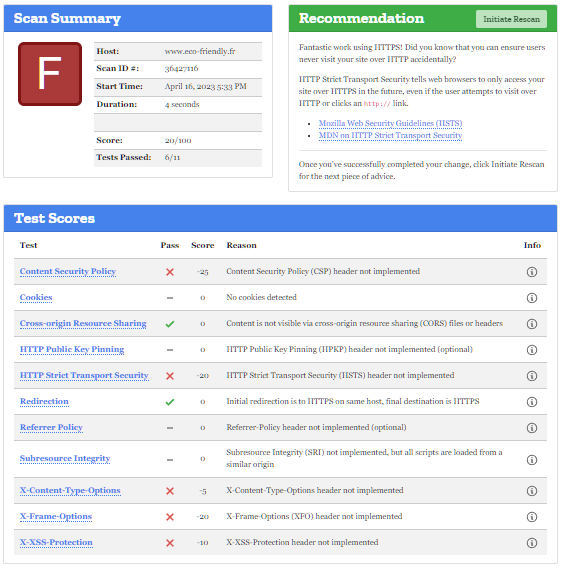 Scan Summary
F
Host: www.eco-friendly.fr
Scan ID #: 36427116
Start Time: April 16, 2023 5:33 PM
Duration: 4 seconds
Score: 20/100
Tests Passed: 6/11
Recommendation
Initiate Rescan
Fantastic work using HTTPS! Did you know that you can ensure users
never visit your site over HTTP accidentally?
HTTP Strict Transport Security tells web browsers to only access your
site over HTTPS in the future, even if the user attempts to visit over
HTTP or clicks an http:// link.
• Mozilla Web Security Guidelines (HSTS)
• MDN on HTTP Strict Transport Security
Once you've successfully completed your change, click Initiate Rescan
for the next piece of advice.
Test Scores
Test Pass Score Reason Info
Content Security Policy -25 Content Security Policy (CSP) header not implemented
Cookies — 0 No cookies detected
Cross-origin Resource Sharing 0 Content is not visible via cross-origin resource sharing (CORS) files or headers
HTTP Public Key Pinning — 0 HTTP Public Key Pinning (HPKP) header not implemented (optional)
HTTP Strict Transport Security -20 HTTP Strict Transport Security (HSTS) header not implemented
Redirection 0 Initial redirection is to HTTPS on same host, final destination is HTTPS
Referrer Policy — 0 Referrer-Policy header not implemented (optional)
Subresource Integrity — 0 Subresource Integrity (SRI) not implemented, but all scripts are loaded from a
similar origin
X-Content-Type-Options -5 X-Content-Type-Options header not implemented
X-Frame-Options -20 X-Frame-Options (XFO) header not implemented
X-XSS-Protection -10 X-XSS-Protection header not implemented